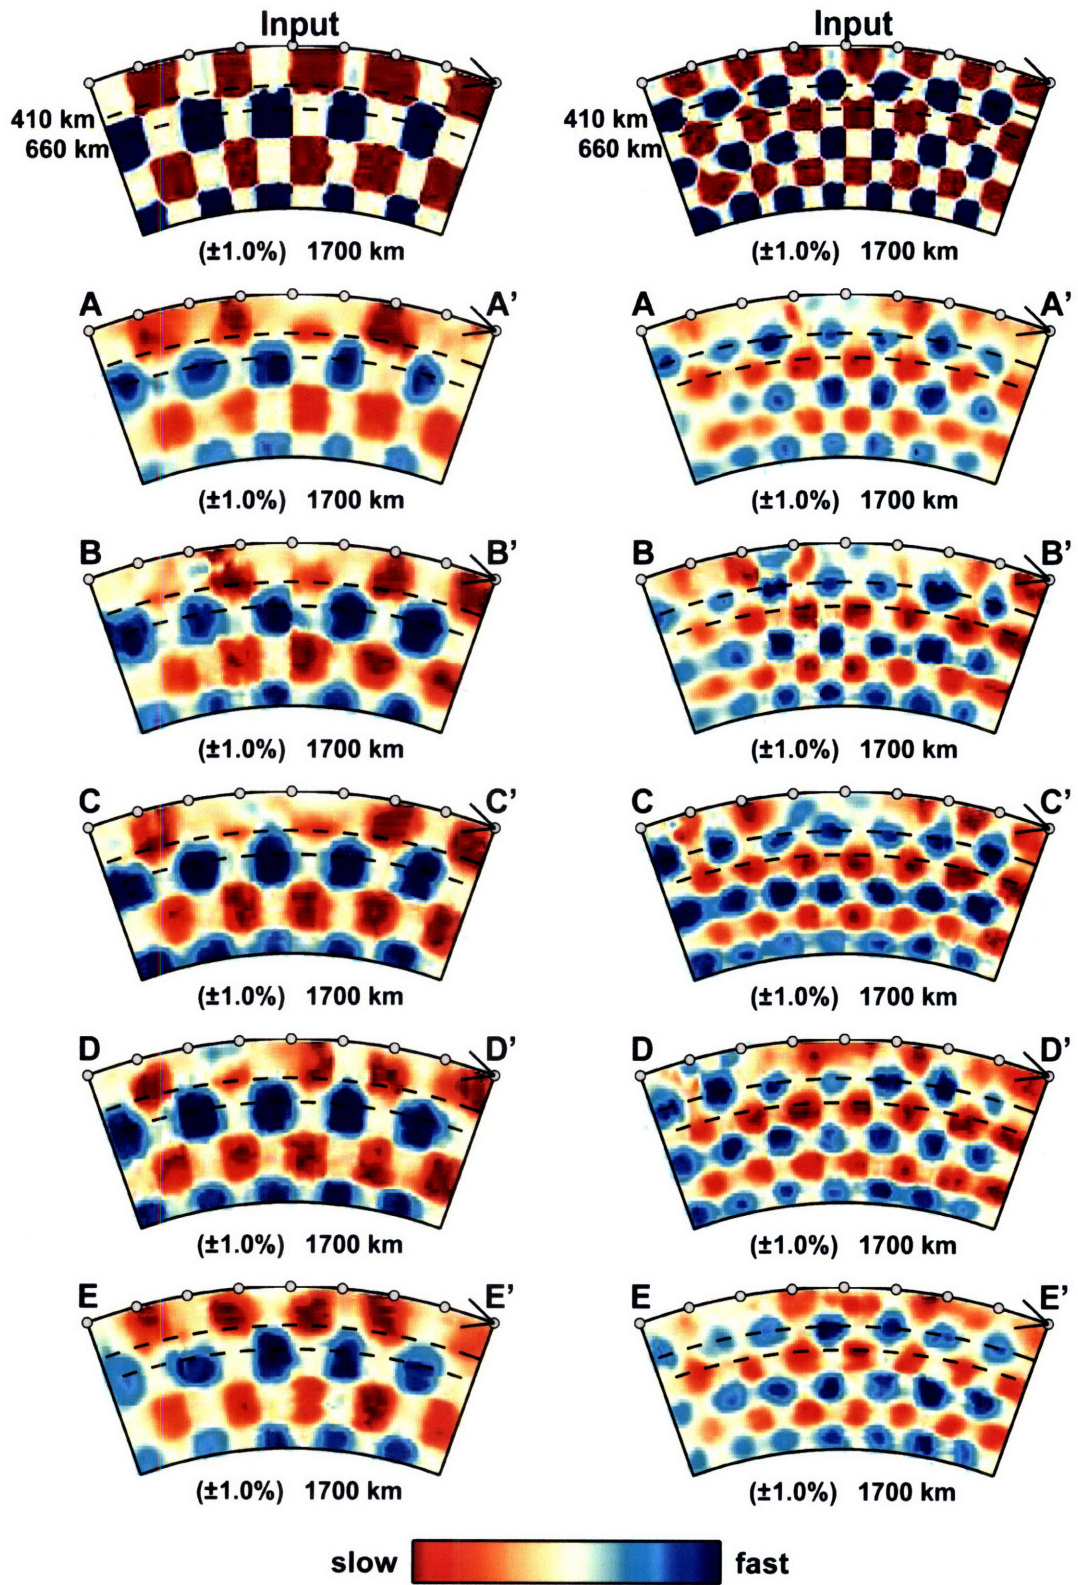 Input Input
410 km 410 km
660 km 660 km
(±1.0%) 1700 km (±1.0%) 1700 km
A A' A A'
(±1.0%) 1700 km (±1.0%) 1700 km
B B' B B'
(±1.0%) 1700 km (±1.0%) 1700 km
C C' C C'
(±1.0%) 1700 km (±1.0%) 1700 km
D D' D D'
(±1.0%) 1700 km (±1.0%) 1700 km
E E' E E'
(±1.0%) 1700 km (±1.0%) 1700 km
slow fast